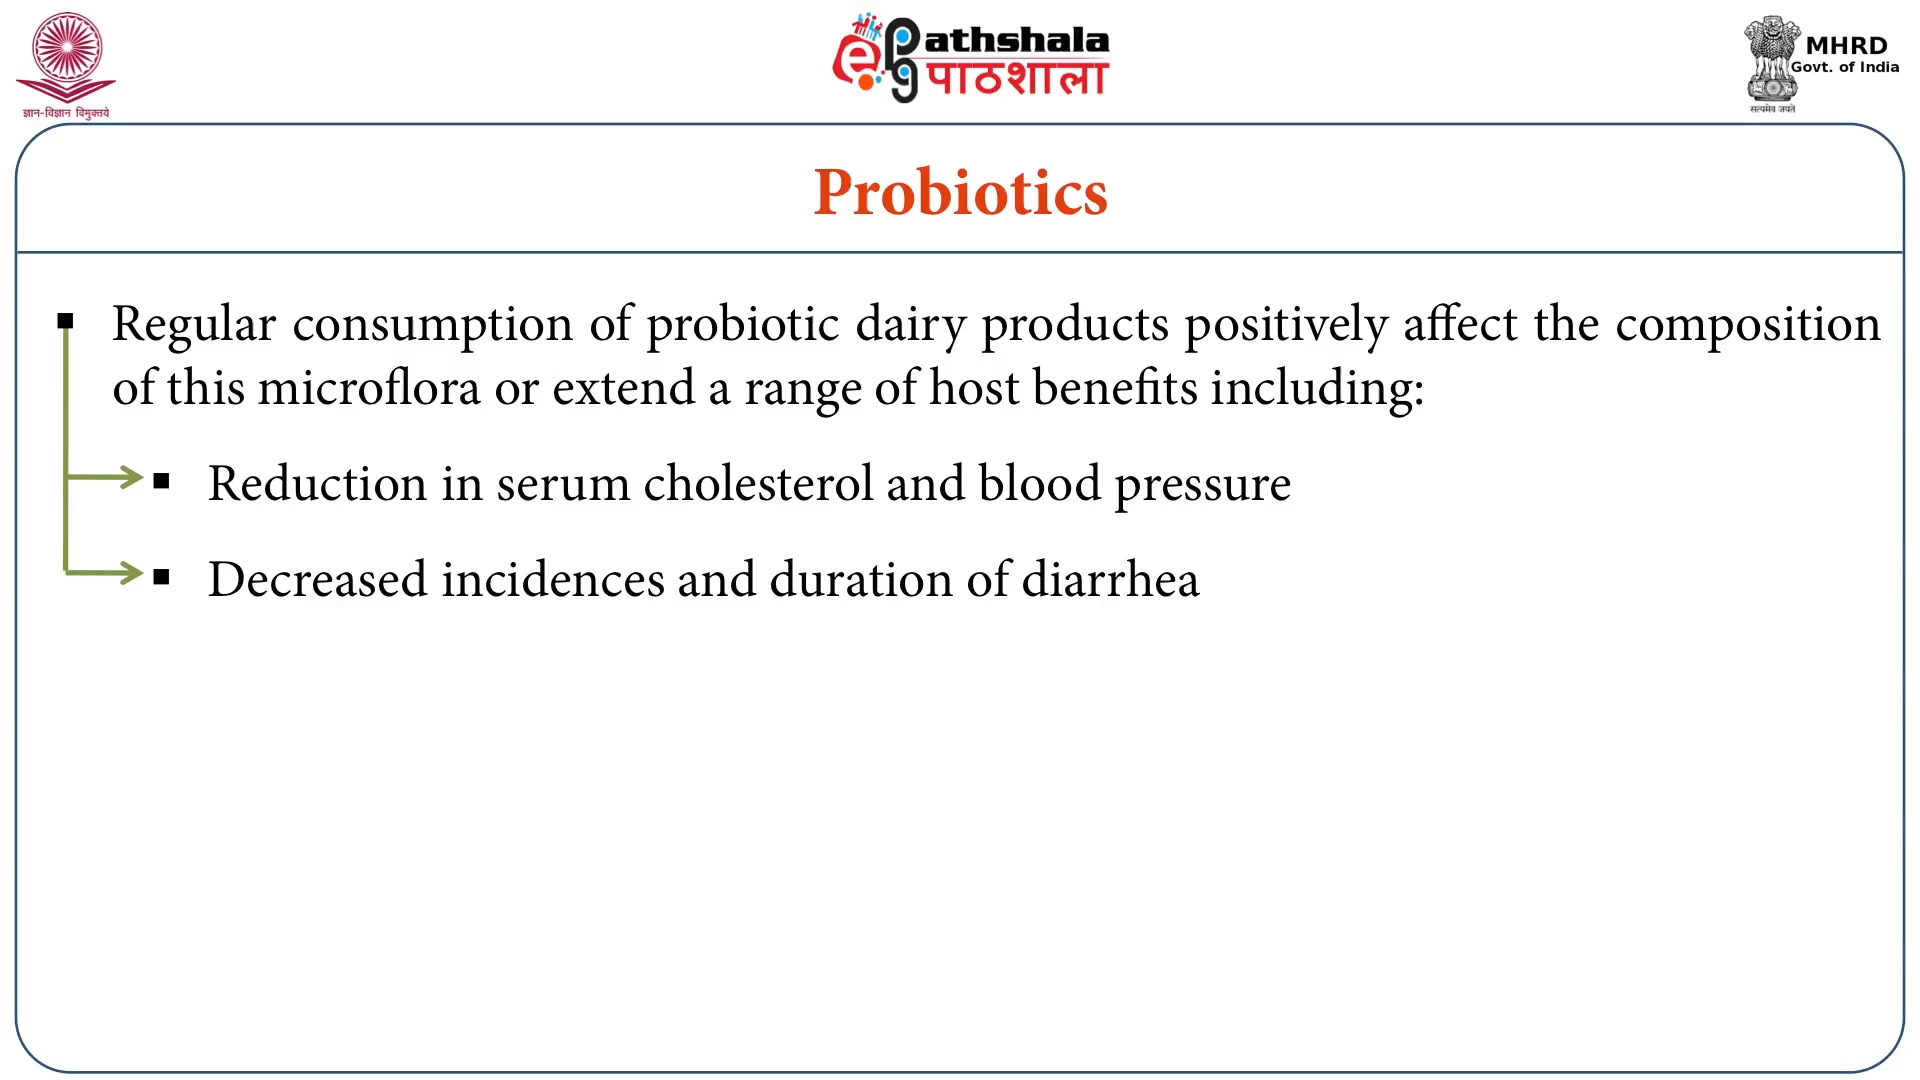 ज्ञान-विज्ञान विमुक्तये
e pg Pathshala
पाठशाला
MHRD
Govt. of India
सत्यमेव जयते
Probiotics
▪ Regular consumption of probiotic dairy products positively affect the composition
of this microflora or extend a range of host benefits including:
▪ Reduction in serum cholesterol and blood pressure
▪ Decreased incidences and duration of diarrhea